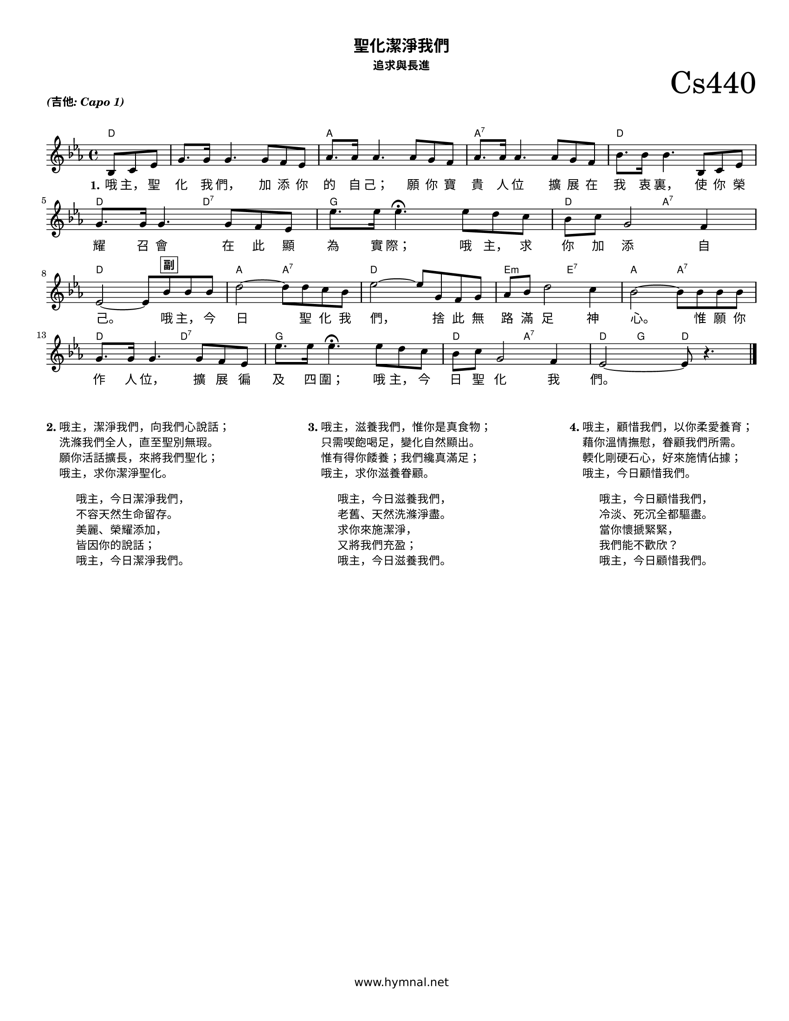 聖化潔淨我們
追求與長進
Cs440
(吉他: Capo 1)
D A A7 D
1. 哦主，聖 化 我們， 加 添 你 的 自 己； 願 你 寶 貴 人位 擴 展 在 我 衷裏， 使 你 榮
5
D D7 G D A7
耀 召 會 在 此 顯 為 實際； 哦 主， 求 你 加 添 自
8
副
D A A7 D Em E7 A A7
己。 哦主，今 日 聖 化 我 們， 捨 此 無 路 滿 足 神 心。 惟 願 你
13
D D7 G D A7 D G D
作 人位， 擴 展 徧 及 四圍； 哦主，今 日 聖 化 我 們。
2. 哦主，潔淨我們，向我們心說話；
洗滌我們全人，直至聖別無瑕。
願你活話擴長，來將我們聖化；
哦主，求你潔淨聖化。
哦主，今日潔淨我們，
不容天然生命留存。
美麗、榮耀添加，
皆因你的說話；
哦主，今日潔淨我們。
3. 哦主，滋養我們，惟你是真食物；
只需喫飽喝足，變化自然顯出。
惟有得你餧養；我們纔真滿足；
哦主，求你滋養眷顧。
哦主，今日滋養我們，
老舊、天然洗滌淨盡。
求你來施潔淨，
又將我們充盈；
哦主，今日滋養我們。
4. 哦主，顧惜我們，以你柔愛養育；
藉你溫情撫慰，眷顧我們所需。
輭化剛硬石心，好來施情佔據；
哦主，今日顧惜我們。
哦主，今日顧惜我們，
冷淡、死沉全都驅盡。
當你懷搋緊緊，
我們能不歡欣？
哦主，今日顧惜我們。
www.hymnal.net